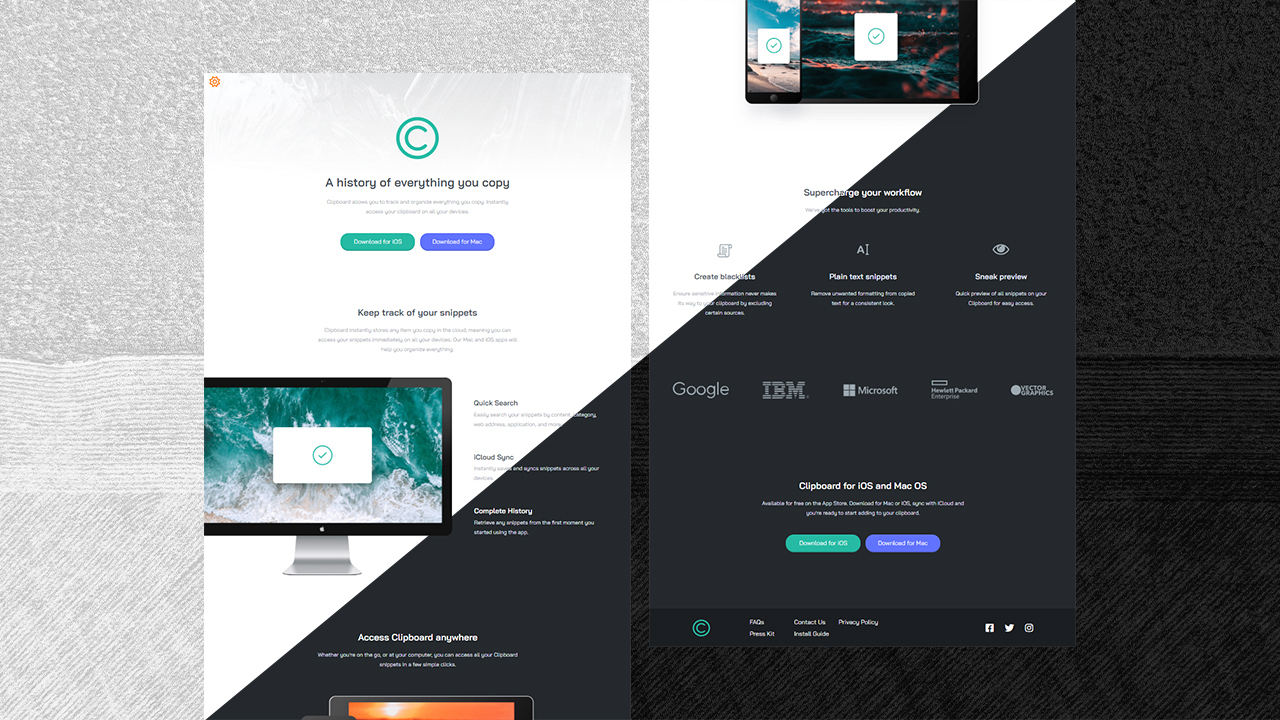 A history of everything you copy
Clipboard allows you to track and organize everything you copy. Instantly
access your clipboard on all your devices.
Download for iOS
Download for Mac
Keep track of your snippets
Clipboard instantly stores any item you copy in the cloud, meaning you can
access your snippets immediately on all your devices. Our Mac and iOS apps will
help you organize everything.
Quick Search
Easily search your snippets by content, category,
web address, application, and more.
iCloud Sync
Instantly saves and syncs snippets across all your
devices.
Complete History
Retrieve any snippets from the first moment you
started using the app.
Access Clipboard anywhere
Whether you're on the go, or at your computer, you can access all your Clipboard
snippets in a few simple clicks.
Supercharge your workflow
We've got the tools to boost your productivity.
Create blacklists
Ensure sensitive information never makes
it's way to your clipboard by excluding
certain sources.
AI
Plain text snippets
Remove unwanted formatting from copied
text for a consistent look.
Sneak preview
Quick preview of all snippets on your
Clipboard for easy access.
Google
IBM
Microsoft
Hewlett Packard
Enterprise
VECTOR
GRAPHICS
Clipboard for iOS and Mac OS
Available for free on the App Store. Download for Mac or iOS, sync with iCloud and
you're ready to start adding to your clipboard.
Download for iOS
Download for Mac
FAQs
Contact Us
Privacy Policy
Press Kit
Install Guide